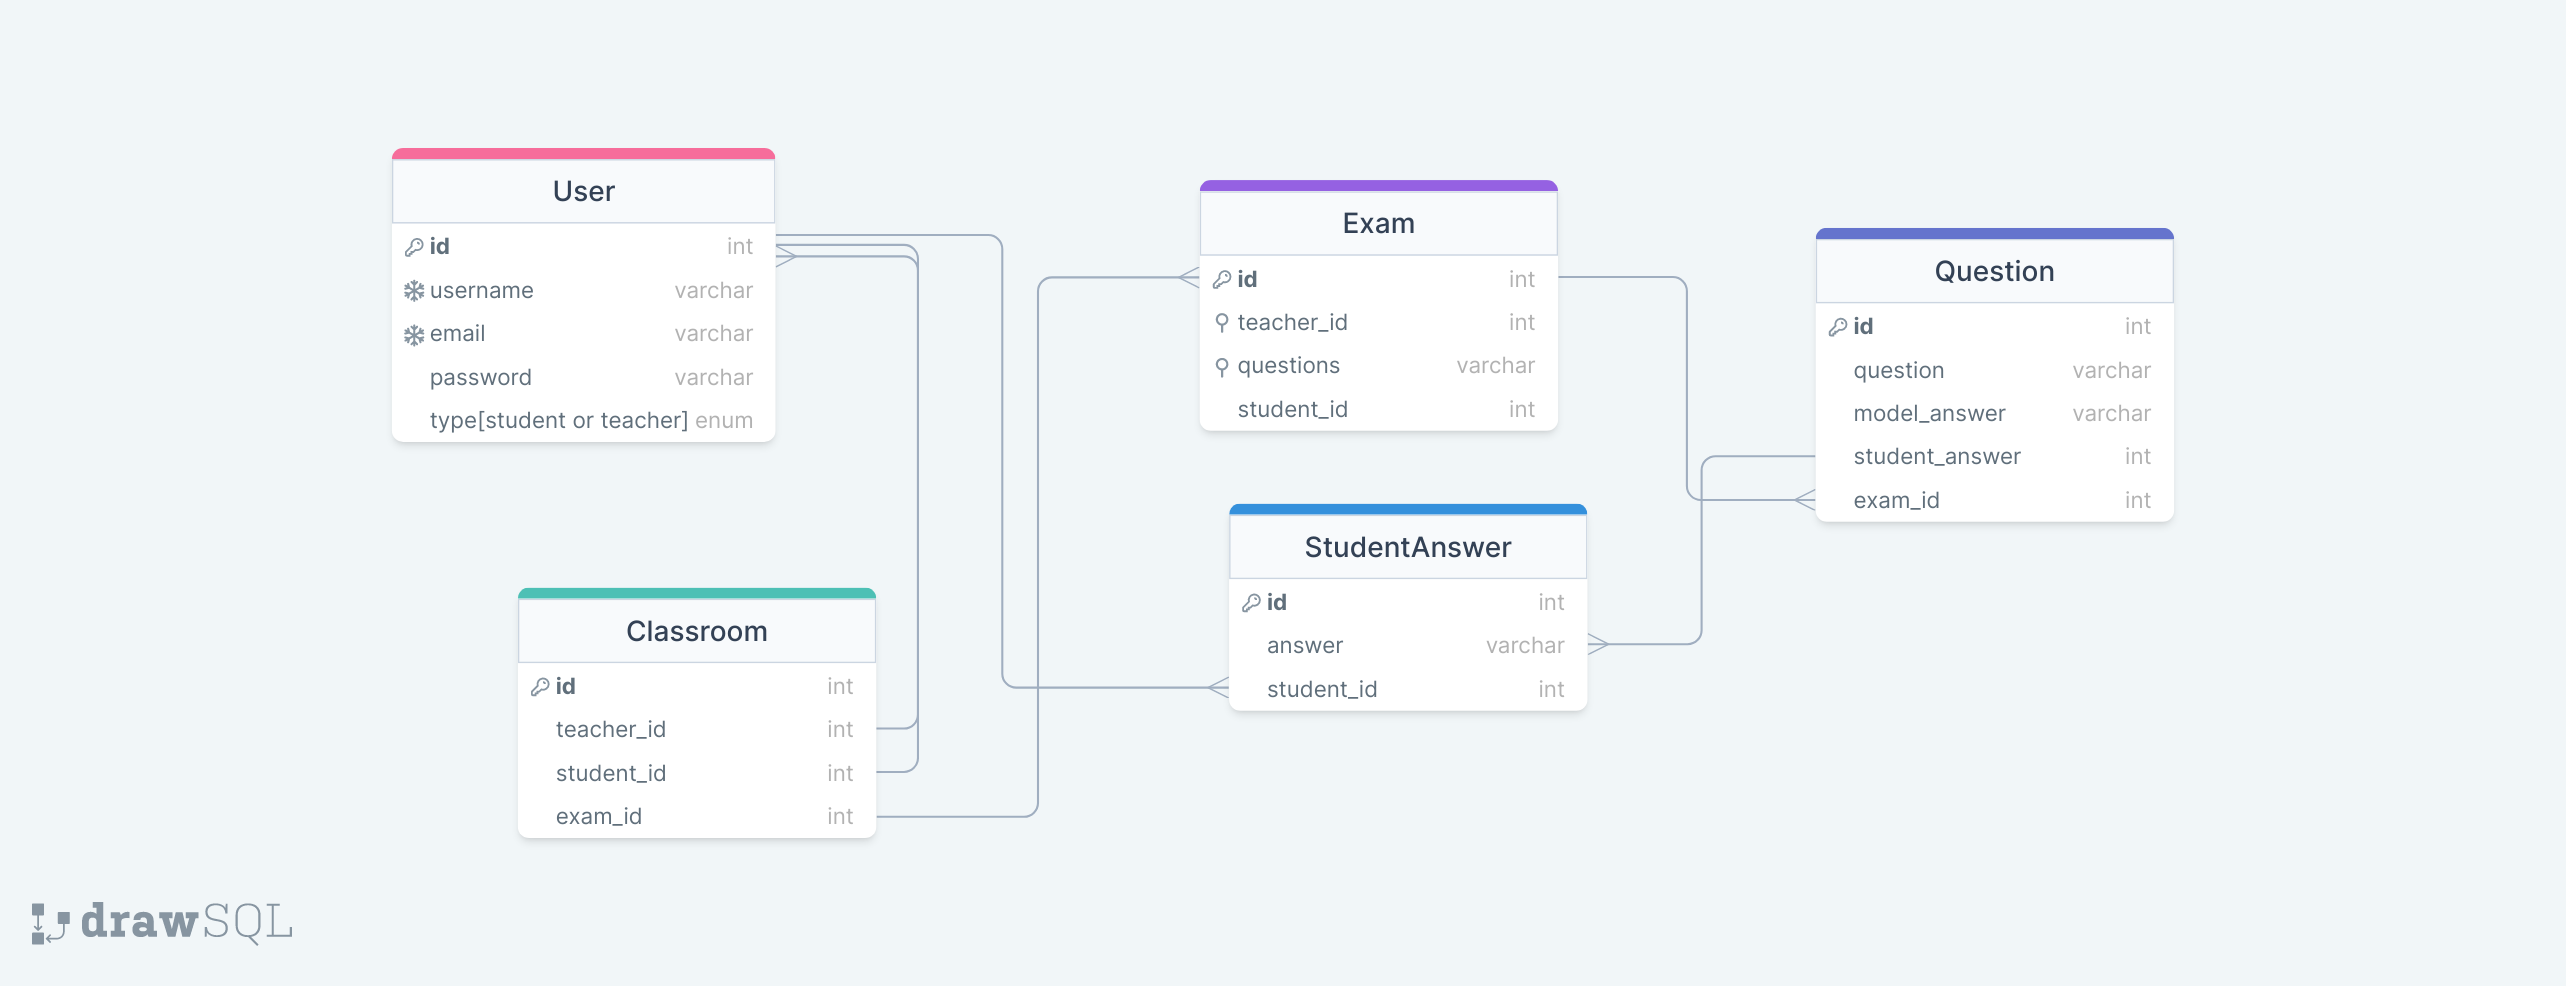 User
id int
username varchar
email varchar
password varchar
type[student or teacher] enum
Exam
id int
teacher_id int
questions varchar
student_id int
Question
id int
question varchar
model_answer varchar
student_answer int
exam_id int
StudentAnswer
id int
answer varchar
student_id int
Classroom
id int
teacher_id int
student_id int
exam_id int
drawSQL